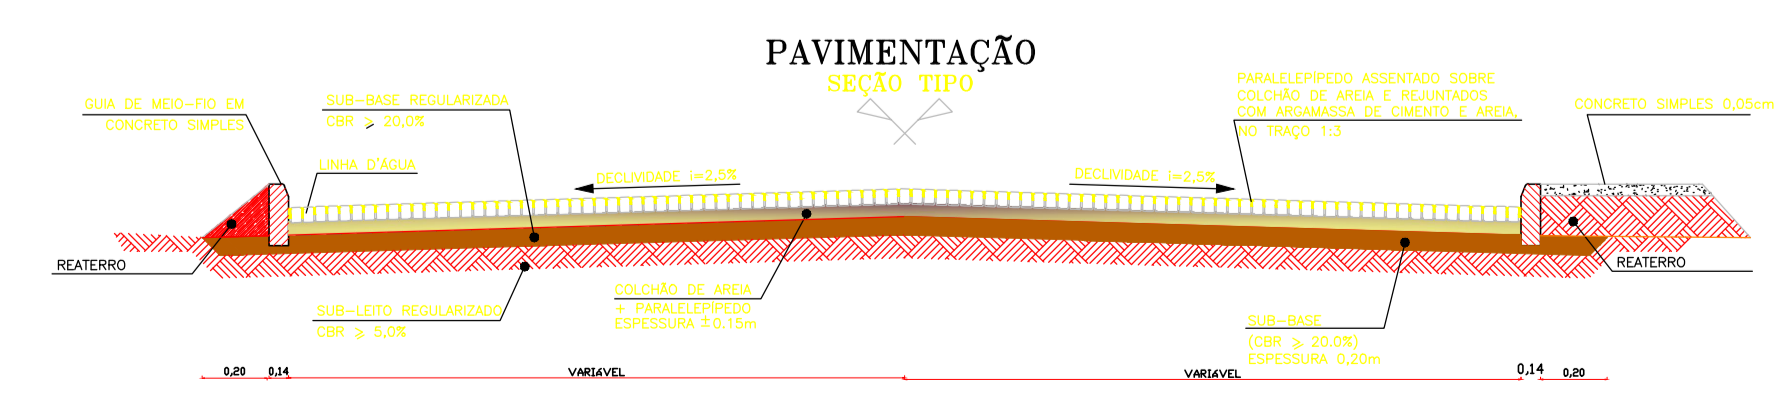 PAVIMENTAÇÃO
SEÇÃO TIPO
GUIA DE MEIO-FIO EM
CONCRETO SIMPLES
SUB-BASE REGULARIZADA
CBR ⩾ 20,0%
LINHA D'ÁGUA
DECLIVIDADE i=2,5%
DECLIVIDADE i=2,5%
PARALELEPÍPEDO ASSENTADO SOBRE
COLCHÃO DE AREIA E REJUNTADOS
COM ARGAMASSA DE CIMENTO E AREIA.
NO TRAÇO 1:3
CONCRETO SIMPLES 0,05cm
REATERRO
SUB-LEITO REGULARIZADO
CBR ⩾ 5,0%
COLCHÃO DE AREIA
+ PARALELEPÍPEDO
ESPESSURA ±0.15m
SUB-BASE
(CBR ⩾ 20.0%)
ESPESSURA 0,20m
REATERRO
0,20
0,14
VARIÁVEL
VARIÁVEL
0,14
0,20